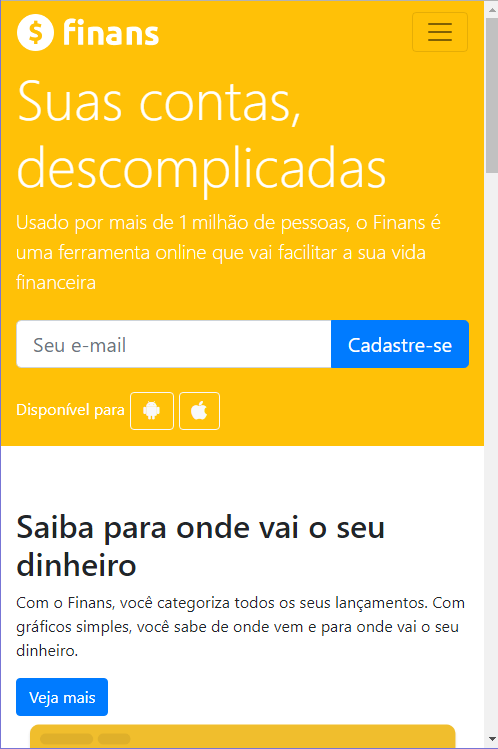 $ finans
Suas contas,
descomplicadas
Usado por mais de 1 milhão de pessoas, o Finans é
uma ferramenta online que vai facilitar a sua vida
financeira
Seu e-mail Cadastre-se
Disponível para
Saiba para onde vai o seu
dinheiro
Com o Finans, você categoriza todos os seus lançamentos. Com
gráficos simples, você sabe de onde vem e para onde vai o seu
dinheiro.
Veja mais